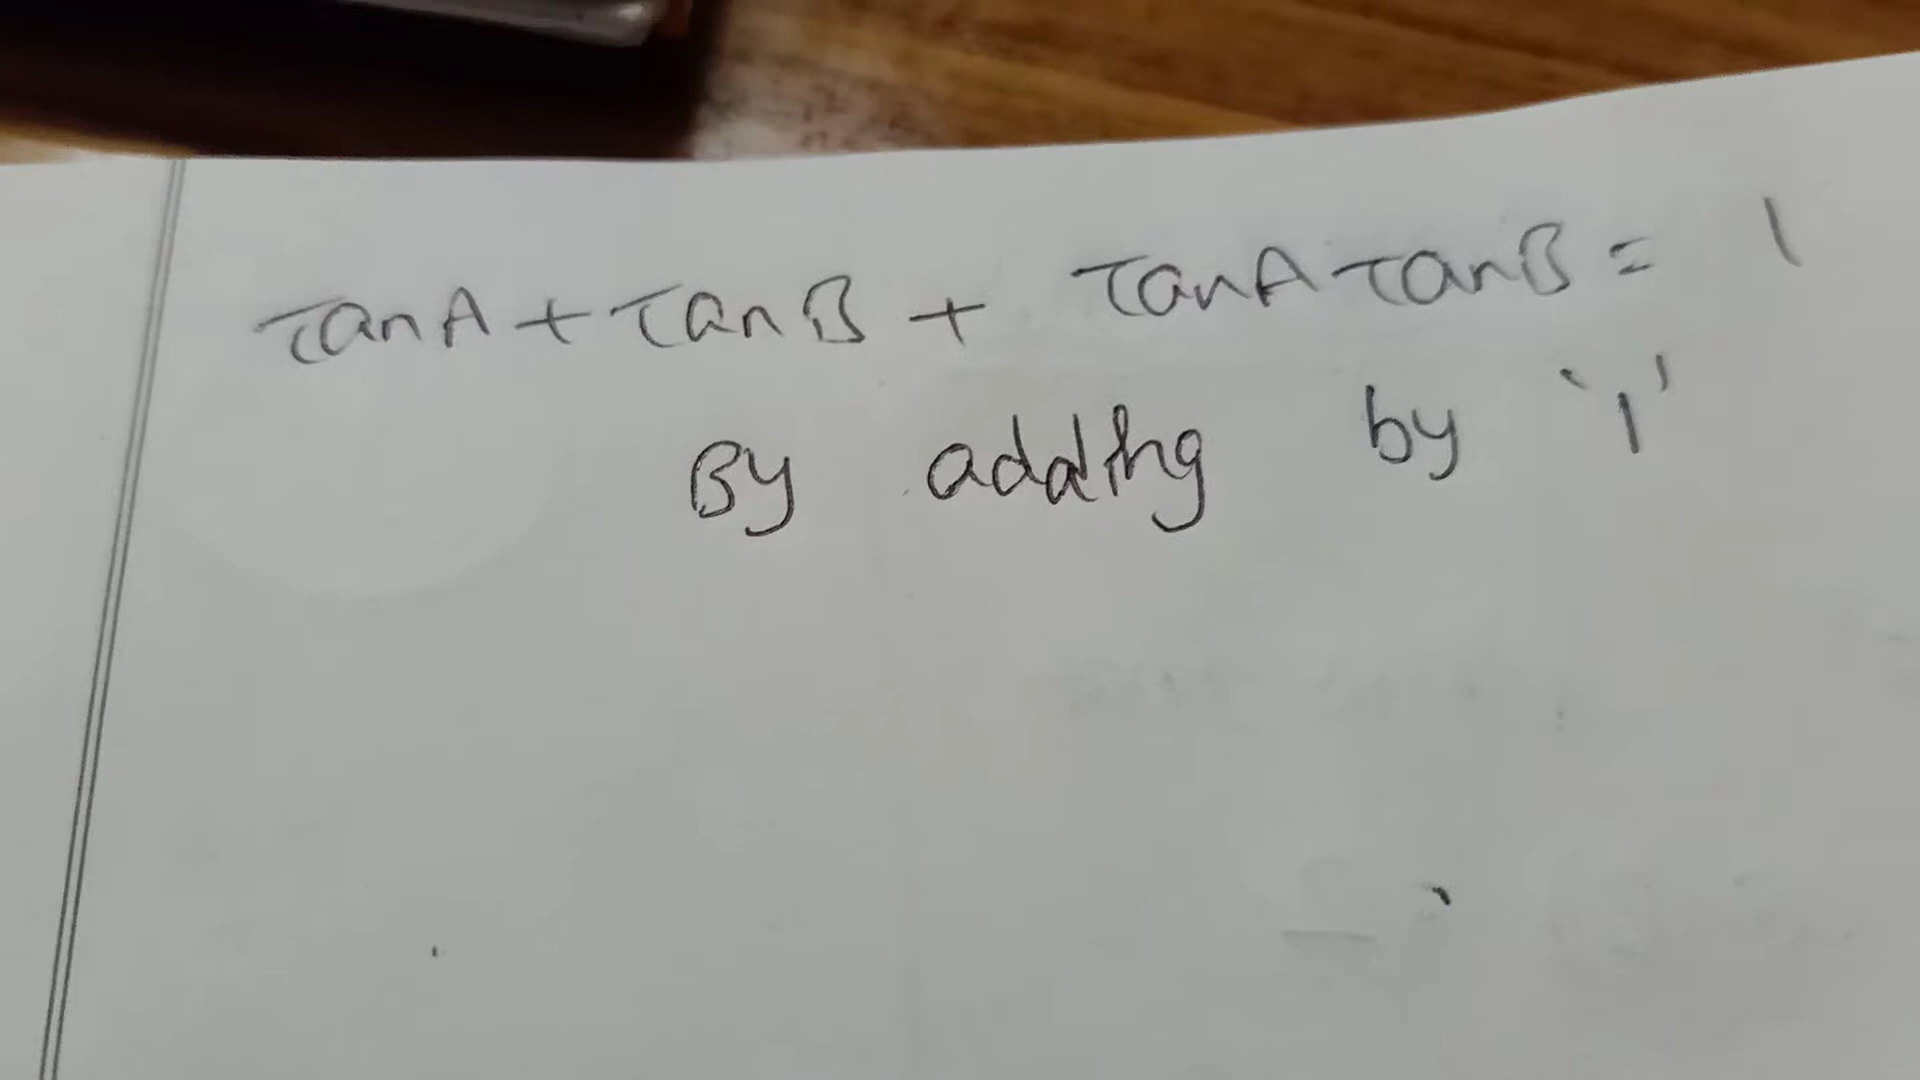 TanA + TanB + TanA TanB = 1
By adding by '1'